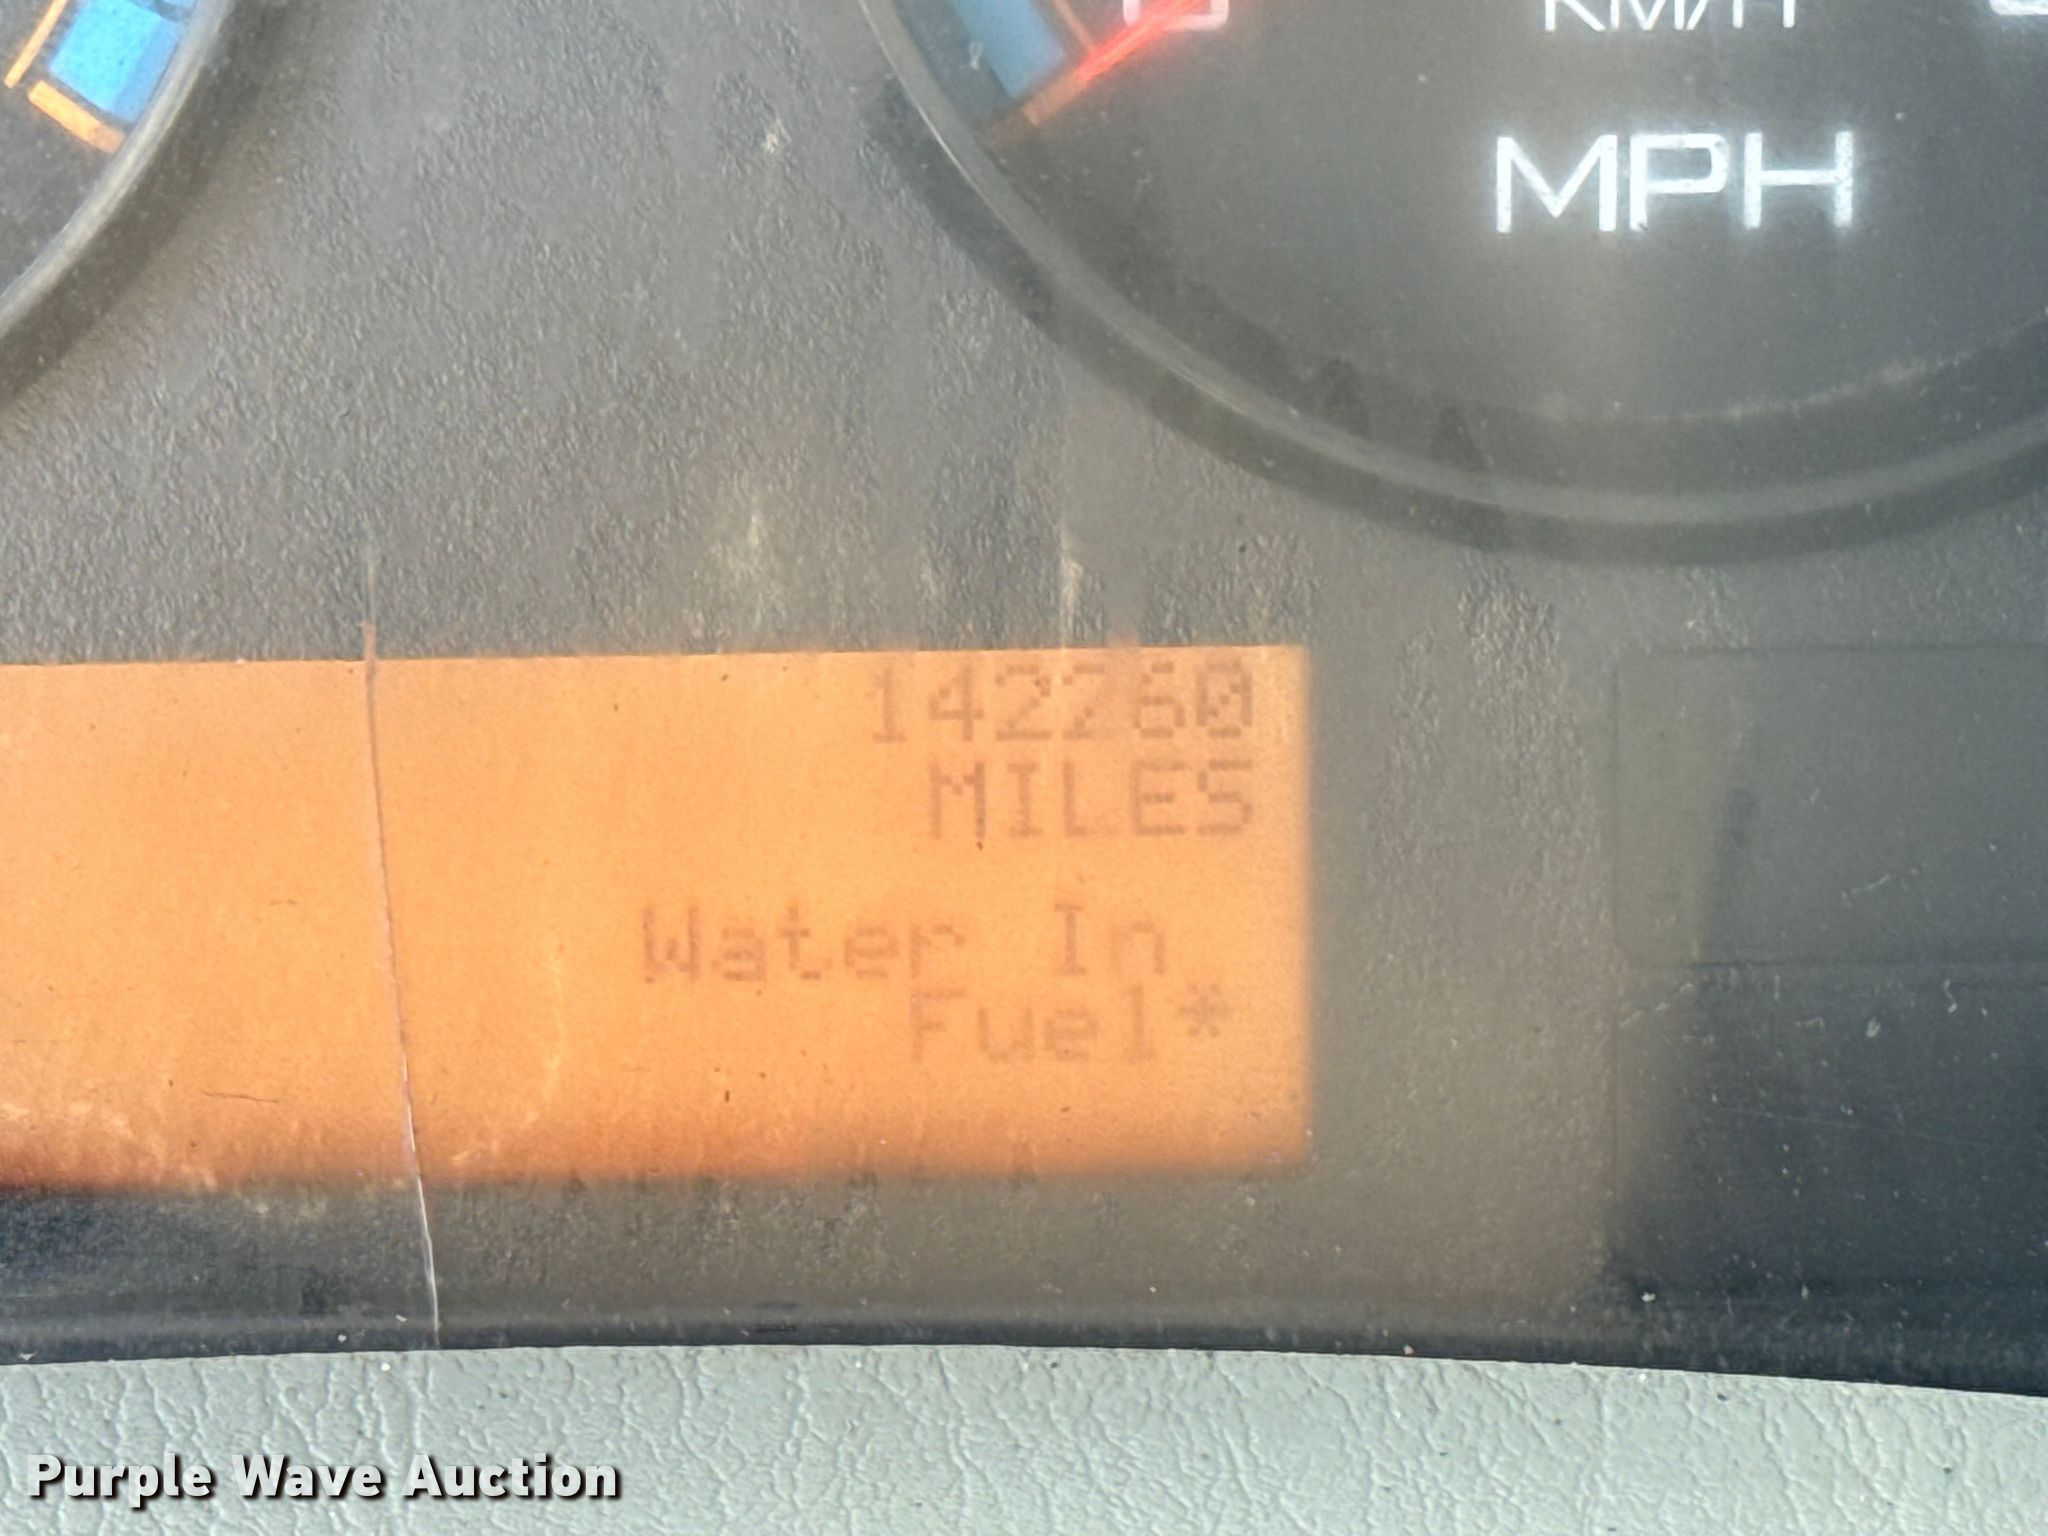 KM/H
MPH
142260
MILES
Water In
Fuel*
Purple Wave Auction